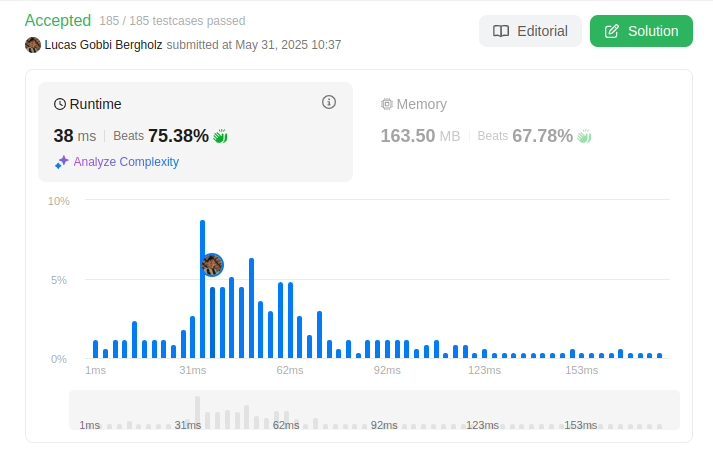 Accepted 185 / 185 testcases passed
Lucas Gobbi Bergholz submitted at May 31, 2025 10:37
Editorial
Solution
Runtime
38 ms Beats 75.38%
Analyze Complexity
Memory
163.50 MB Beats 67.78%
10%
5%
0%
1ms 31ms 62ms 92ms 123ms 153ms
1ms 31ms 62ms 92ms 123ms 153ms